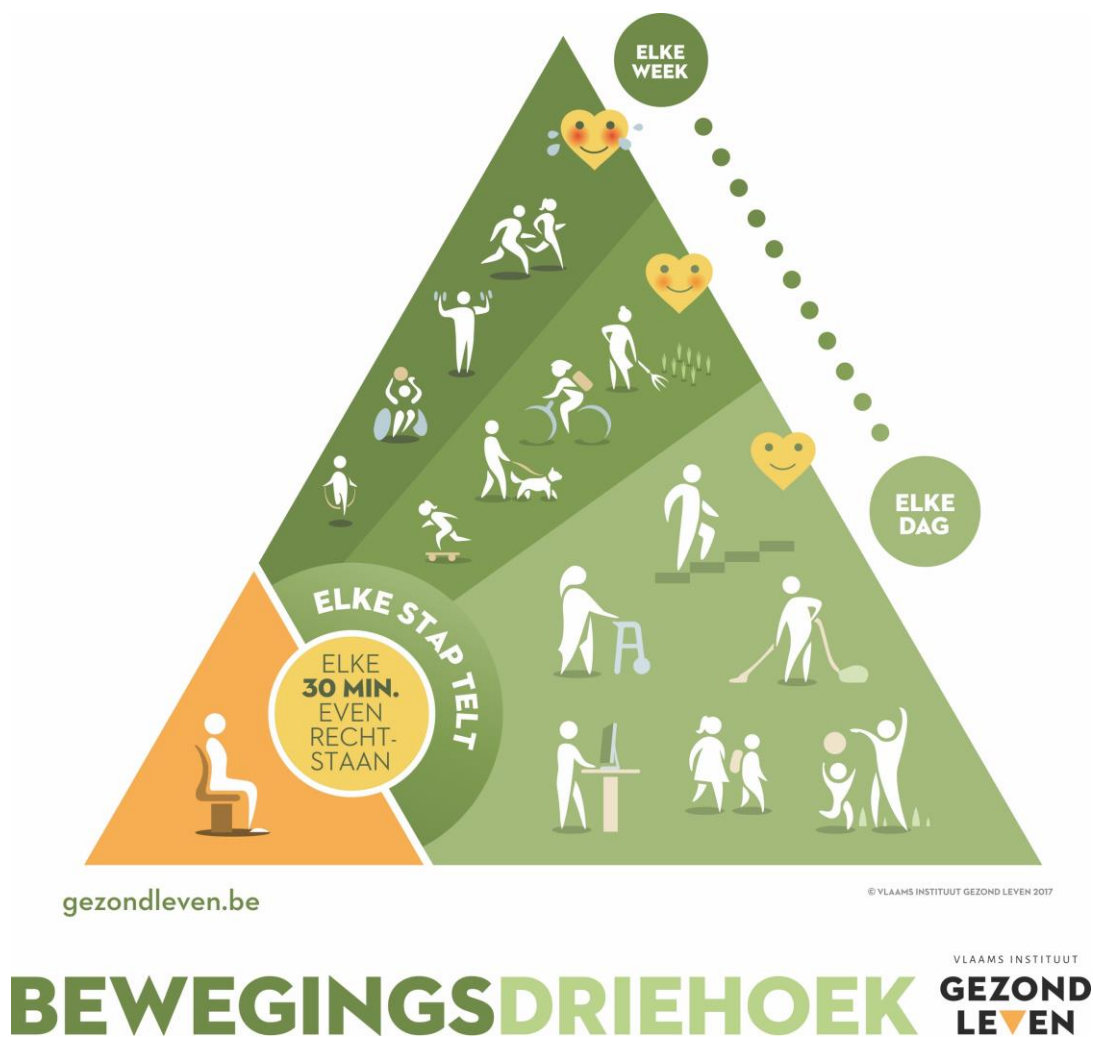 ELKE
WEEK
ELKE
DAG
ELKE STAP TELT
ELKE
30 MIN.
EVEN
RECHT-
STAAN
gezondleven.be
© VLAAMS INSTITUUT GEZOND LEVEN 2017
BEWEGINGSDRIEHOEK
VLAAMS INSTITUUT
GEZOND
LEVEN